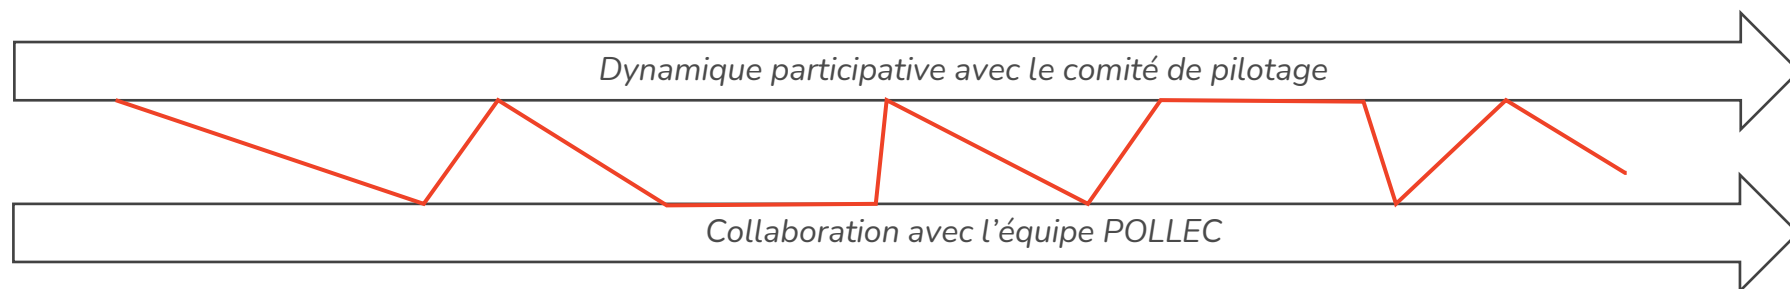 Dynamique participative avec le comité de pilotage
Collaboration avec l’équipe POLLEC